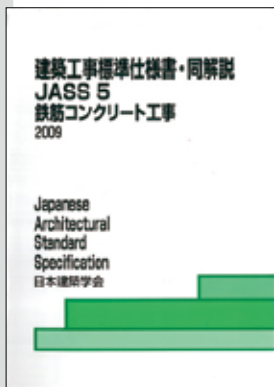 建築工事標準仕様書・同解説
JASS 5
鉄筋コンクリート工事
2009
Japanese
Architectural
Standard
Specification
日本建築学会